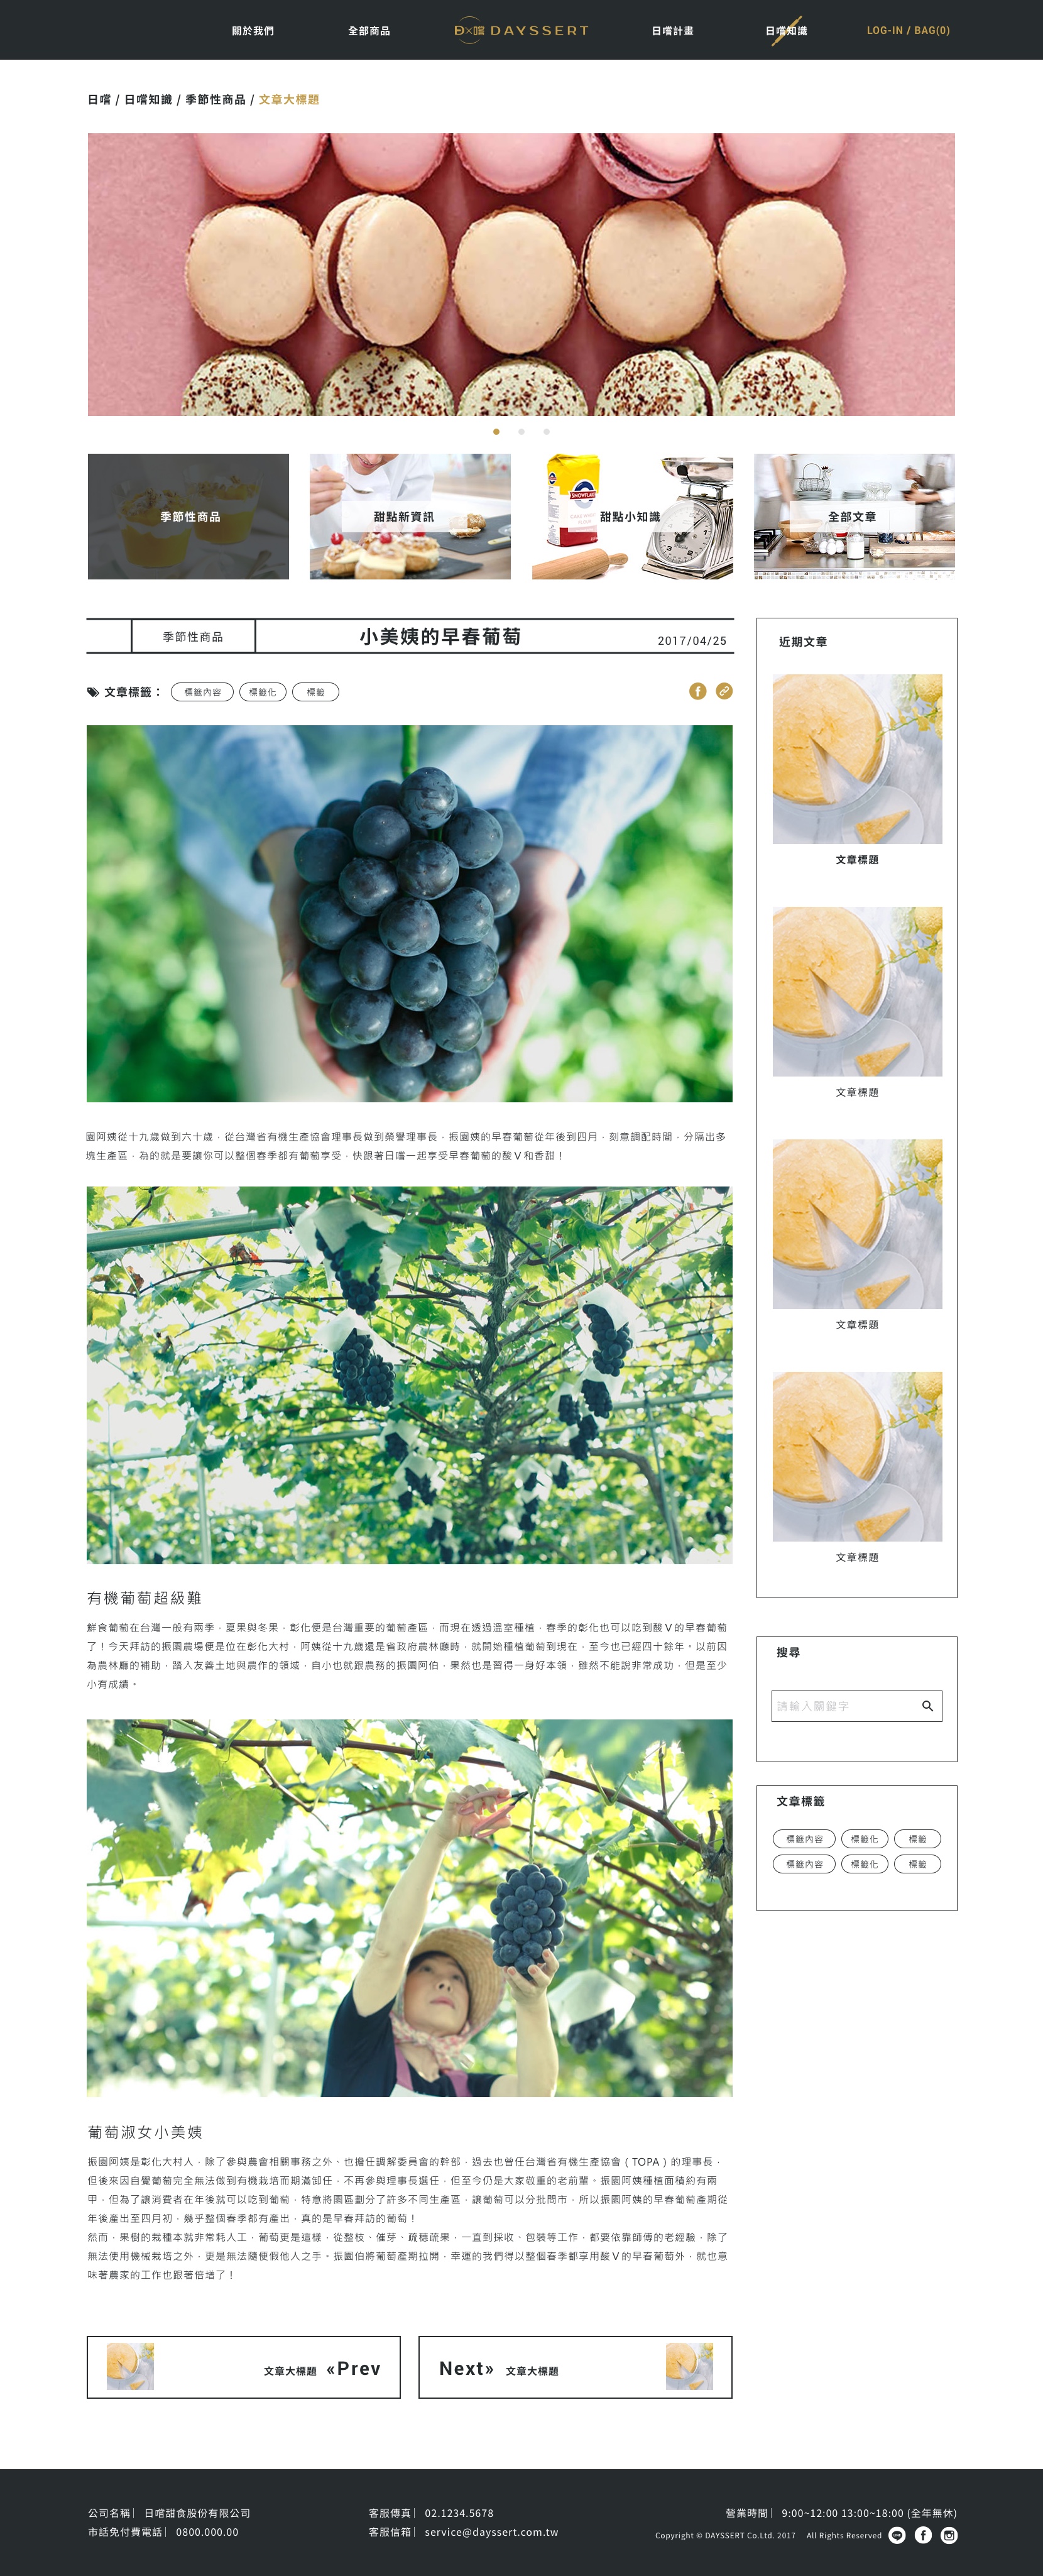 關於我們
全部商品
日嚐 DAYSSERT
日嚐計畫
日嚐知識
LOG-IN / BAG(0)
日嚐 / 日嚐知識 / 季節性商品 / 文章大標題
季節性商品
甜點新資訊
甜點小知識
全部文章
季節性商品
小美姨的早春葡萄
2017/04/25
文章標籤：
標籤內容
標籤化
標籤
園阿姨從十九歲做到六十歲，從台灣省有機生產協會理事長做到榮譽理事長，振園姨的早春葡萄從年後到四月，刻意調配時間，分隔出多
塊生產區，為的就是要讓你可以整個春季都有葡萄享受，快跟著日嚐一起享受早春葡萄的酸Ｖ和香甜！
有機葡萄超級難
鮮食葡萄在台灣一般有兩季，夏果與冬果，彰化便是台灣重要的葡萄產區，而現在透過溫室種植，春季的彰化也可以吃到酸Ｖ的早春葡萄
了！今天拜訪的振園農場便是位在彰化大村，阿姨從十九歲還是省政府農林廳時，就開始種植葡萄到現在，至今也已經四十餘年。以前因
為農林廳的補助，踏入友善土地與農作的領域，自小也就跟農務的振園阿伯，果然也是習得一身好本領，雖然不能說非常成功，但是至少
小有成績。
葡萄淑女小美姨
振園阿姨是彰化大村人，除了參與農會相關事務之外、也擔任調解委員會的幹部，過去也曾任台灣省有機生產協會（TOPA）的理事長，
但後來因自覺葡萄完全無法做到有機栽培而期滿卸任，不再參與理事長選任，但至今仍是大家敬重的老前輩。振園阿姨種植面積約有兩
甲，但為了讓消費者在年後就可以吃到葡萄，特意將園區劃分了許多不同生產區，讓葡萄可以分批問市，所以振園阿姨的早春葡萄產期從
年後產出至四月初，幾乎整個春季都有產出，真的是早春拜訪的葡萄！
然而，果樹的栽種本就非常耗人工，葡萄更是這樣，從整枝、催芽、疏穗疏果，一直到採收、包裝等工作，都要依靠師傅的老經驗，除了
無法使用機械栽培之外，更是無法隨便假他人之手。振園伯將葡萄產期拉開，幸運的我們得以整個春季都享用酸Ｖ的早春葡萄外，就也意
味著農家的工作也跟著倍增了！
文章大標題 «Prev
Next» 文章大標題
近期文章
文章標題
文章標題
文章標題
文章標題
搜尋
請輸入關鍵字
文章標籤
標籤內容
標籤化
標籤
標籤內容
標籤化
標籤
公司名稱｜ 日嚐甜食股份有限公司
市話免付費電話｜ 0800.000.00
客服傳真｜ 02.1234.5678
客服信箱｜ service@dayssert.com.tw
營業時間｜ 9:00~12:00 13:00~18:00 (全年無休)
Copyright © DAYSSERT Co.Ltd. 2017 All Rights Reserved